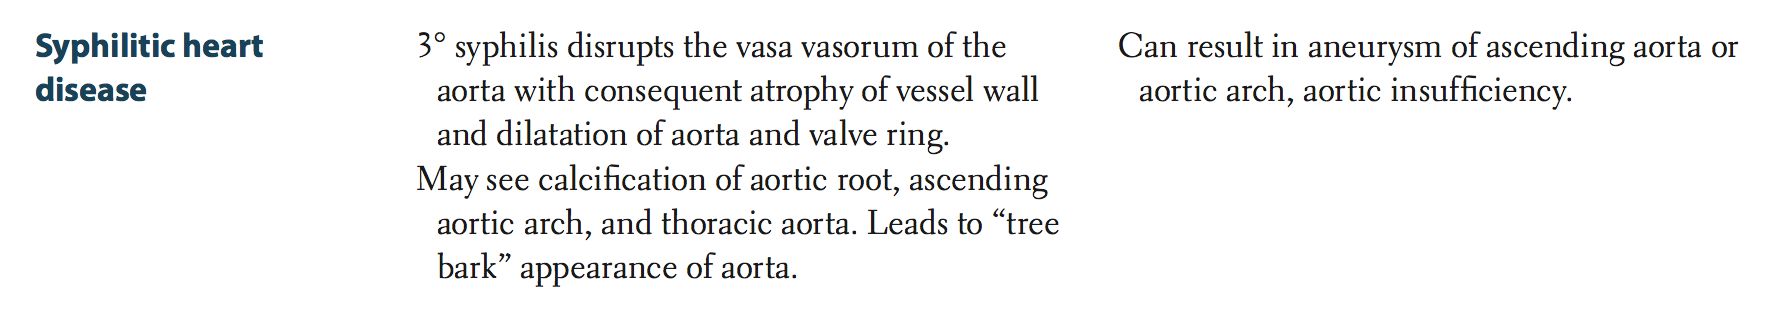 Syphilitic heart
disease
3° syphilis disrupts the vasa vasorum of the
aorta with consequent atrophy of vessel wall
and dilatation of aorta and valve ring.
May see calcification of aortic root, ascending
aortic arch, and thoracic aorta. Leads to “tree
bark” appearance of aorta.
Can result in aneurysm of ascending aorta or
aortic arch, aortic insufficiency.